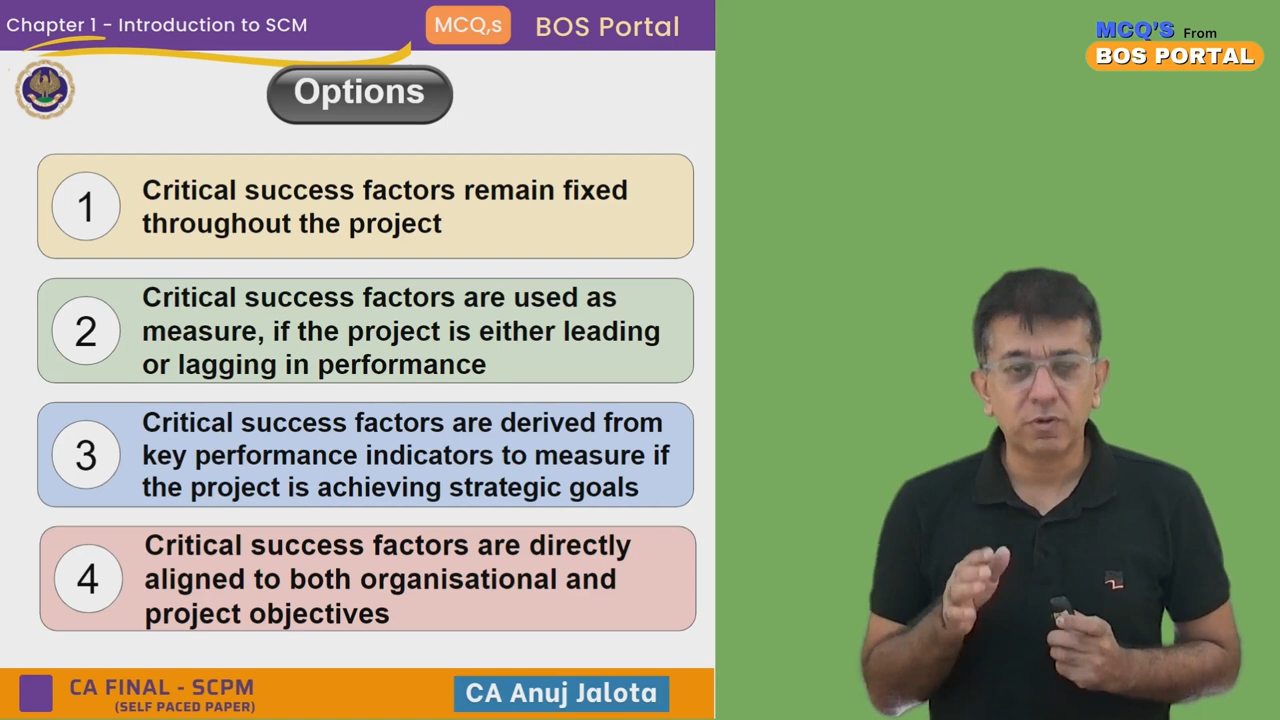 Chapter 1 - Introduction to SCM
MCQ,s
BOS Portal
MCQ'S From
BOS PORTAL
Options
1
Critical success factors remain fixed
throughout the project
2
Critical success factors are used as
measure, if the project is either leading
or lagging in performance
3
Critical success factors are derived from
key performance indicators to measure if
the project is achieving strategic goals
4
Critical success factors are directly
aligned to both organisational and
project objectives
CA FINAL - SCPM
(SELF PACED PAPER)
CA Anuj Jalota